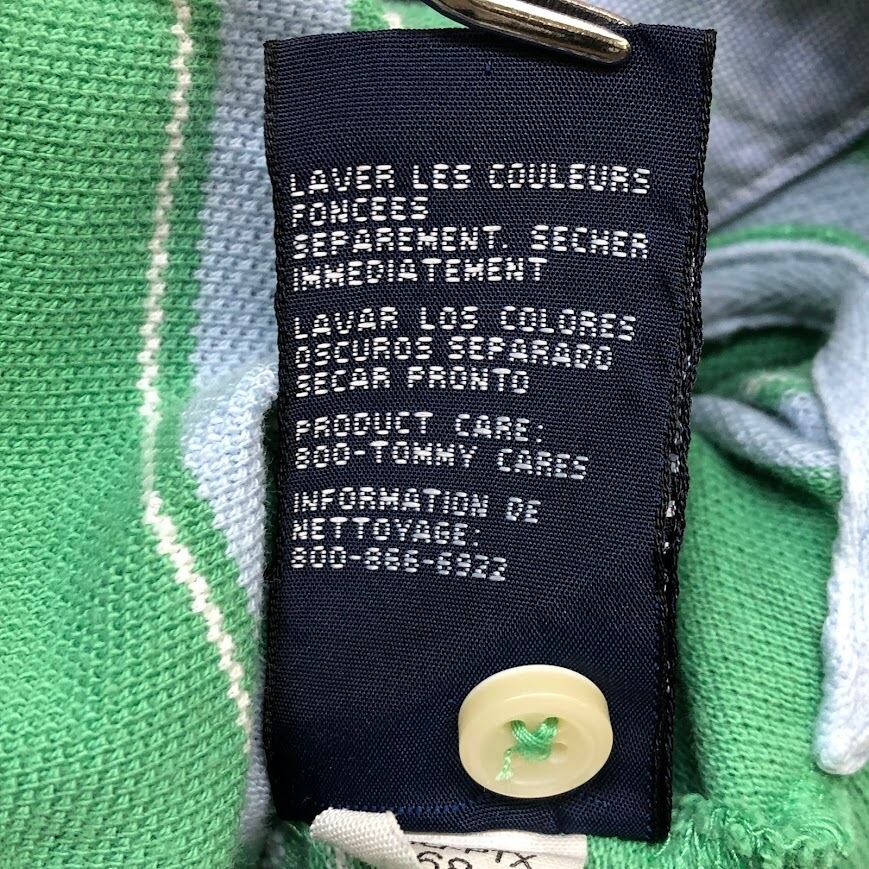 LAVER LES COULEURS
FONCEES
SEPAREMENT. SECHER
IMMEDIATEMENT
LAVAR LOS COLORES
OSCUROS SEPARADO
SECAR PRONTO
PRODUCT CARE:
800-TOMMY CARES
INFORMATION DE
NETTOYAGE:
800-866-6922